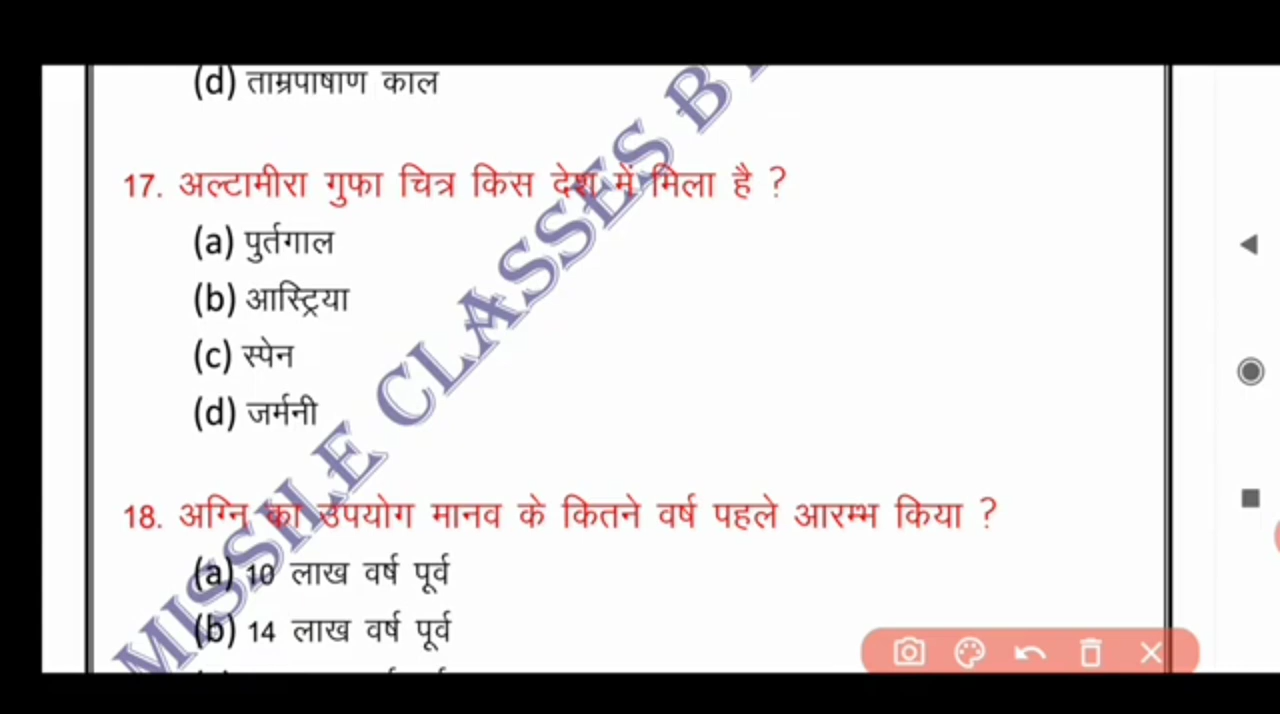 (d) ताम्रपाषाण काल
17. अल्टामीरा गुफा चित्र किस देश में मिला है ?
(a) पुर्तगाल
(b) आस्ट्रिया
(c) स्पेन
(d) जर्मनी
18. अग्नि का उपयोग मानव के कितने वर्ष पहले आरम्भ किया ?
(a) 10 लाख वर्ष पूर्व
(b) 14 लाख वर्ष पूर्व
MISSILE CLASSES B